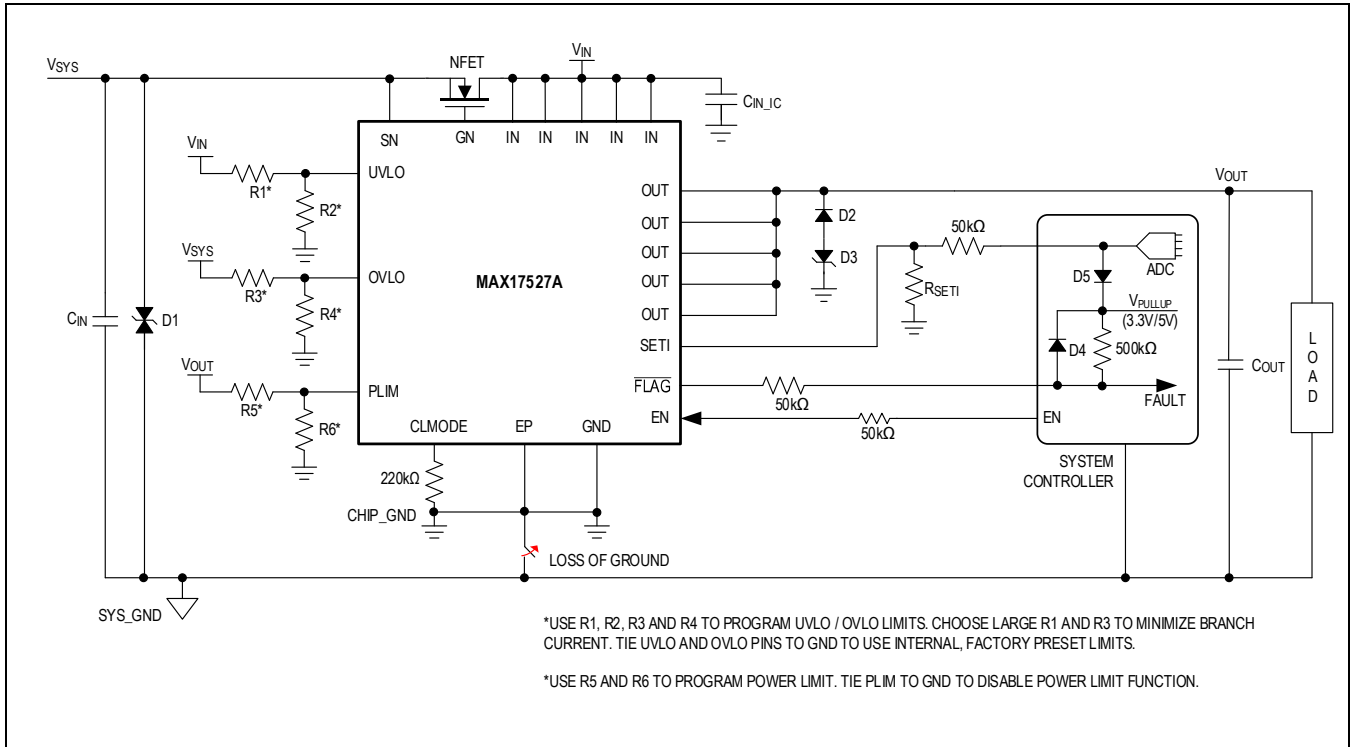 VSYS
NFET
VIN
CIN_IC
SN
GN
IN
IN
IN
IN
IN
VIN
R1*
R2*
UVLO
VSYS
R3*
R4*
OVLO
MAX17527A
VOUT
R5*
R6*
PLIM
CIN
D1
OUT
OUT
OUT
OUT
OUT
SETI
FLAG
EN
CLMODE
EP
GND
D2
D3
VOUT
50kΩ
RSETI
ADC
D5
VPULLUP
(3.3V/5V)
D4
500kΩ
50kΩ
FAULT
50kΩ
EN
SYSTEM
CONTROLLER
COUT
L
O
A
D
220kΩ
CHIP_GND
LOSS OF GROUND
SYS_GND
*USE R1, R2, R3 AND R4 TO PROGRAM UVLO / OVLO LIMITS. CHOOSE LARGE R1 AND R3 TO MINIMIZE BRANCH
CURRENT. TIE UVLO AND OVLO PINS TO GND TO USE INTERNAL, FACTORY PRESET LIMITS.
*USE R5 AND R6 TO PROGRAM POWER LIMIT. TIE PLIM TO GND TO DISABLE POWER LIMIT FUNCTION.